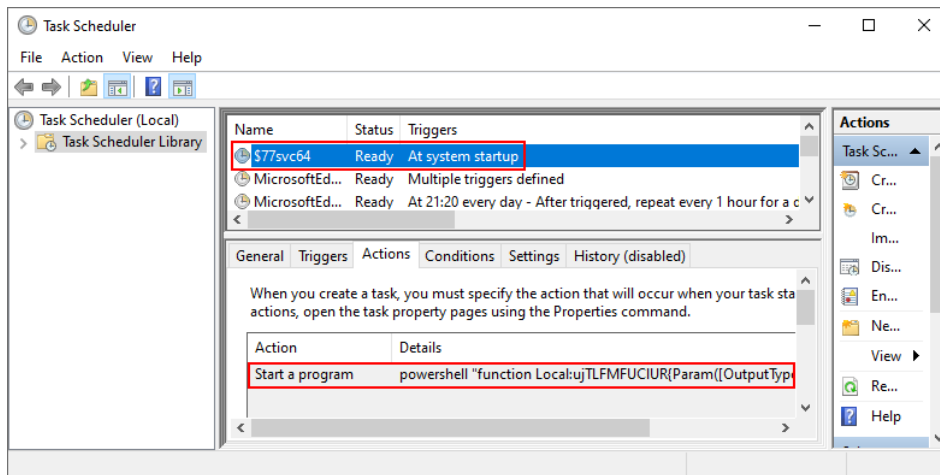 Task Scheduler
File Action View Help
Task Scheduler (Local)
Task Scheduler Library
Name Status Triggers
$77svc64 Ready At system startup
MicrosoftEd... Ready Multiple triggers defined
MicrosoftEd... Ready At 21:20 every day - After triggered, repeat every 1 hour for a d
General Triggers Actions Conditions Settings History (disabled)
When you create a task, you must specify the action that will occur when your task sta
actions, open the task property pages using the Properties command.
Action Details
Start a program powershell "function Local:ujTLFMFUCIUR{Param([OutputType
Actions
Task Sc...
Cr...
Cr...
Im...
Dis...
En...
Ne...
View
Re...
Help